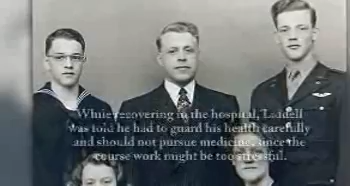 While recovering in the hospital, Laddell
was told he had to guard his health carefully
and should not pursue medicine, since the
course work might be too stressful.